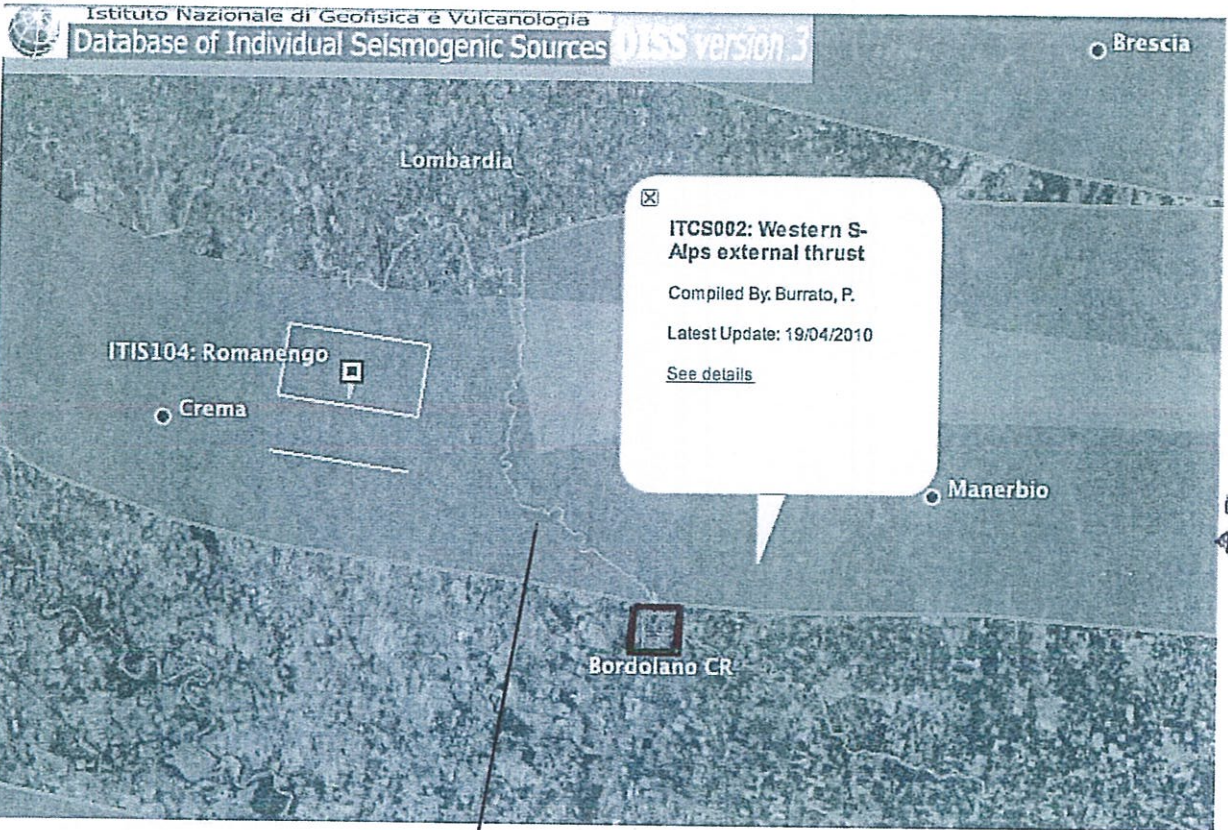 Istituto Nazionale di Geofisica e Vulcanologia
Database of Individual Seismogenic Sources DISS version 3
Brescia
Lombardia
ITCS002: Western S-
Alps external thrust
Compiled By: Burrato, P.
Latest Update: 19/04/2010
See details
ITIS104: Romanengo
Crema
Manerbio
Bordolano CR